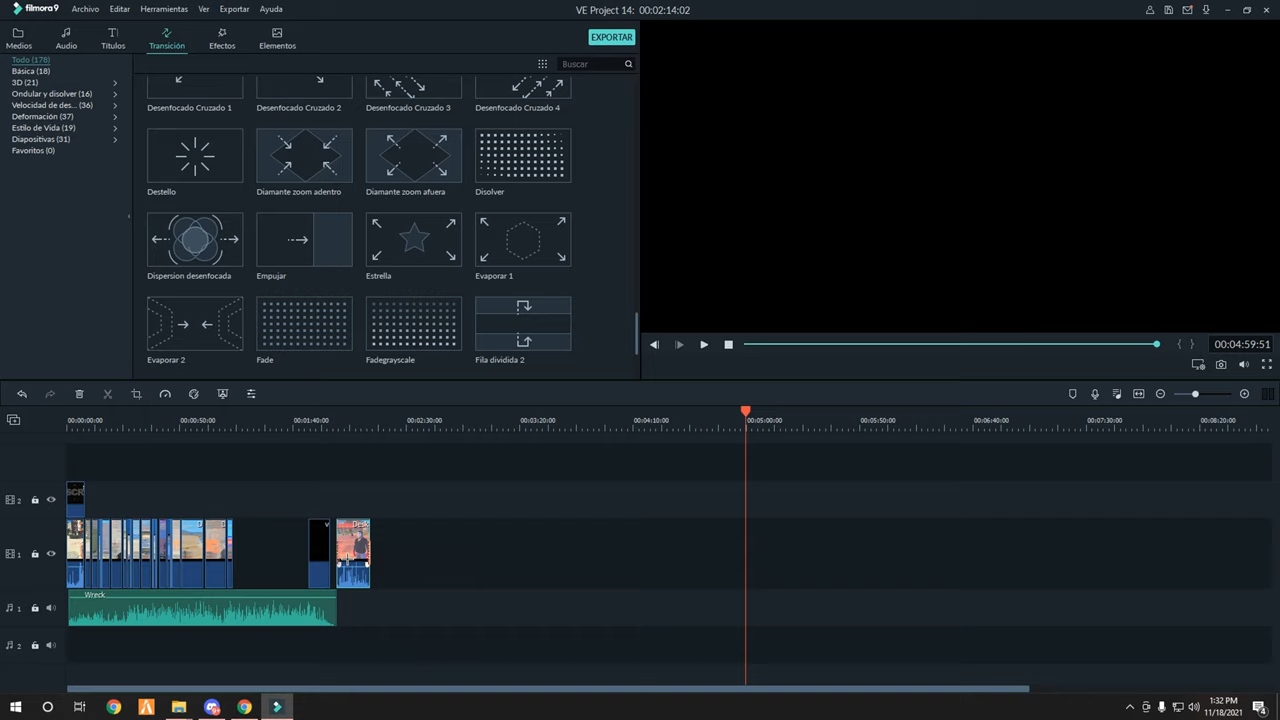 filmora9
Archivo
Editar
Herramientas
Ver
Exportar
Ayuda
VE Project 14: 00:02:14:02
Medios
Audio
Títulos
Transición
Efectos
Elementos
EXPORTAR
Todo (178)
Básica (18)
3D (21)
Ondular y disolver (16)
Velocidad de des... (36)
Deformación (37)
Estilo de Vida (19)
Diapositivas (31)
Favoritos (0)
Buscar
Desenfocado Cruzado 1
Desenfocado Cruzado 2
Desenfocado Cruzado 3
Desenfocado Cruzado 4
Destello
Diamante zoom adentro
Diamante zoom afuera
Disolver
Dispersion desenfocada
Empujar
Estrella
Evaporar 1
Evaporar 2
Fade
Fadegrayscale
Fila dividida 2
00:04:59:51
00:00:00:00
00:00:50:00
00:01:40:00
00:02:30:00
00:03:20:00
00:04:10:00
00:05:00:00
00:05:50:00
00:06:40:00
00:07:30:00
00:08:20:00
2
SCR
1
D
D
v
Desk
1
Wreck
2
1:32 PM
11/18/2021
4